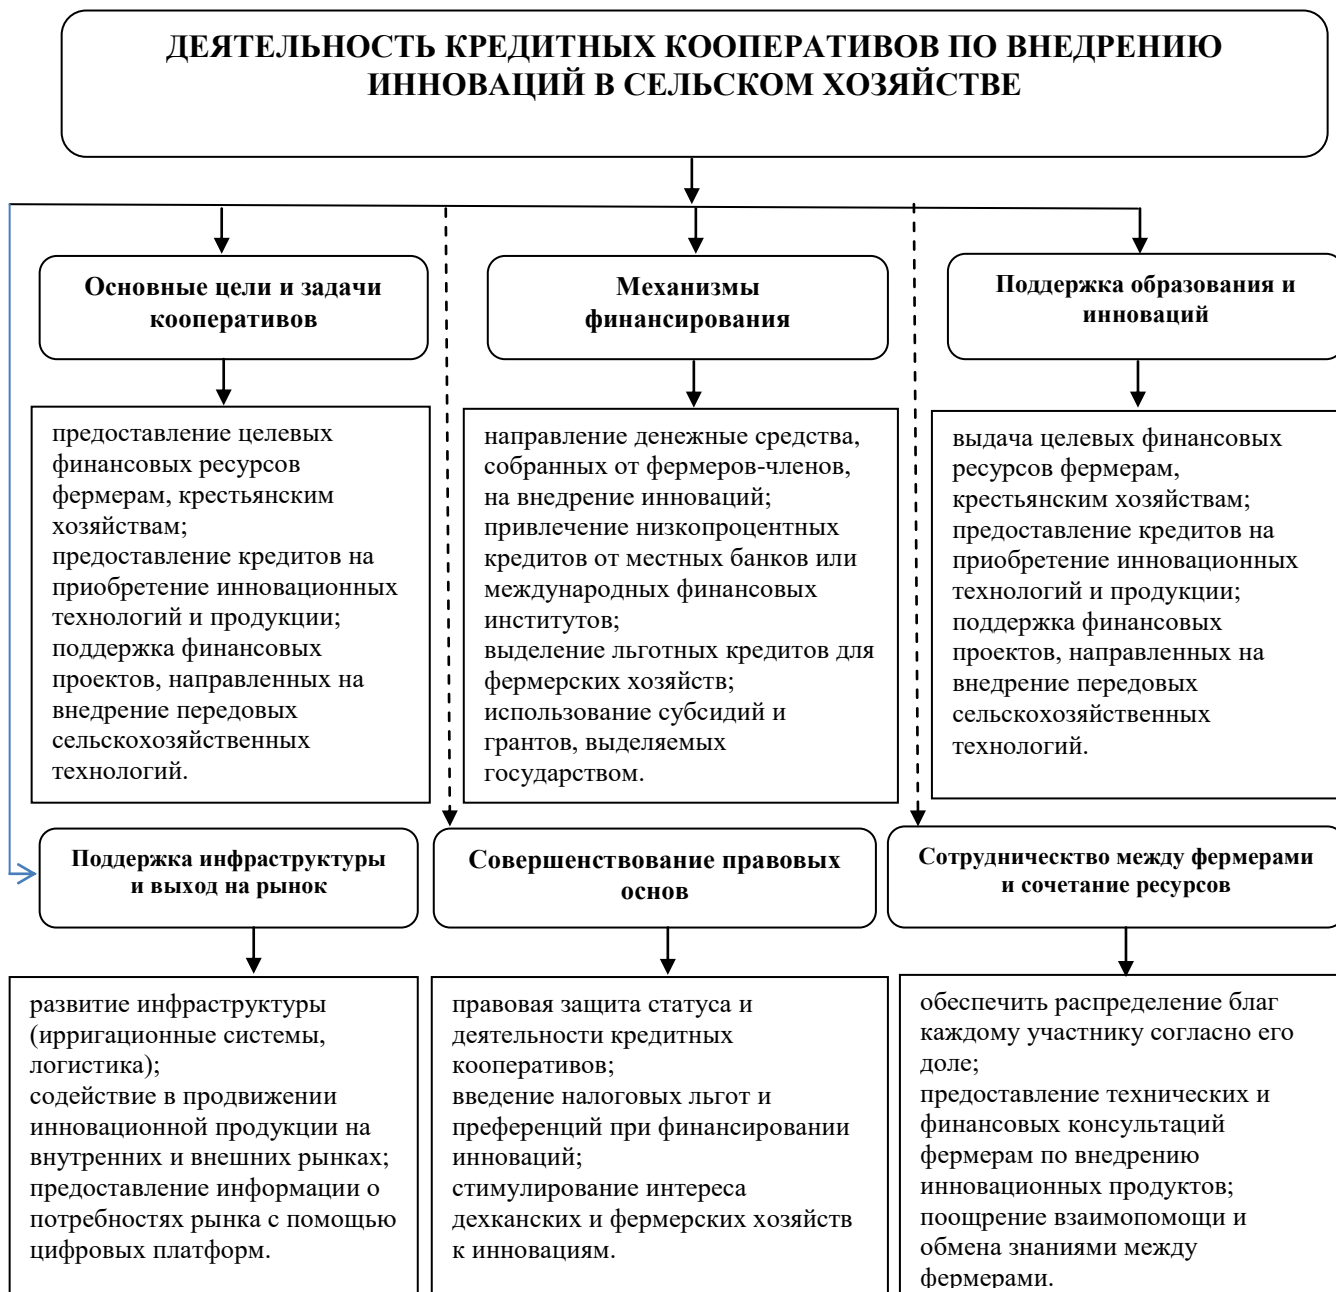 ДЕЯТЕЛЬНОСТЬ КРЕДИТНЫХ КООПЕРАТИВОВ ПО ВНЕДРЕНИЮ
ИННОВАЦИЙ В СЕЛЬСКОМ ХОЗЯЙСТВЕ
Основные цели и задачи
кооперативов
предоставление целевых
финансовых ресурсов
фермерам, крестьянским
хозяйствам;
предоставление кредитов на
приобретение инновационных
технологий и продукции;
поддержка финансовых
проектов, направленных на
внедрение передовых
сельскохозяйственных
технологий.
Механизмы
финансирования
направление денежные средства,
собранных от фермеров-членов,
на внедрение инноваций;
привлечение низкопроцентных
кредитов от местных банков или
международных финансовых
институтов;
выделение льготных кредитов для
фермерских хозяйств;
использование субсидий и
грантов, выделяемых
государством.
Поддержка образования и
инноваций
выдача целевых финансовых
ресурсов фермерам,
крестьянским хозяйствам;
предоставление кредитов на
приобретение инновационных
технологий и продукции;
поддержка финансовых
проектов, направленных на
внедрение передовых
сельскохозяйственных
технологий.
Поддержка инфраструктуры
и выход на рынок
развитие инфраструктуры
(ирригационные системы,
логистика);
содействие в продвижении
инновационной продукции на
внутренних и внешних рынках;
предоставление информации о
потребностях рынка с помощью
цифровых платформ.
Совершенствование правовых
основ
правовая защита статуса и
деятельности кредитных
кооперативов;
введение налоговых льгот и
преференций при финансировании
инноваций;
стимулирование интереса
дехканских и фермерских хозяйств
к инновациям.
Сотрудническтво между фермерами
и сочетание ресурсов
обеспечить распределение благ
каждому участнику согласно его
доле;
предоставление технических и
финансовых консультаций
фермерам по внедрению
инновационных продуктов;
поощрение взаимопомощи и
обмена знаниями между
фермерами.